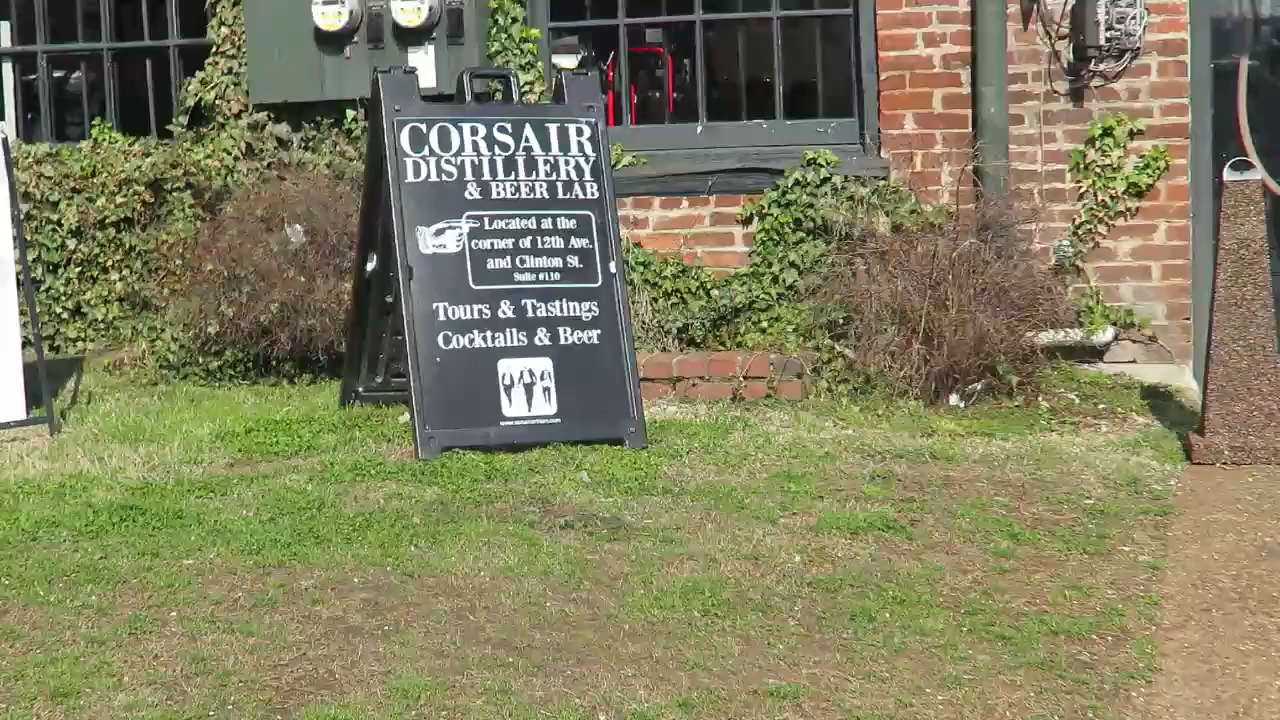 CORSAIR
DISTILLERY
& BEER LAB
Located at the
corner of 12th Ave.
and Clinton St.
Suite #110
Tours & Tastings
Cocktails & Beer